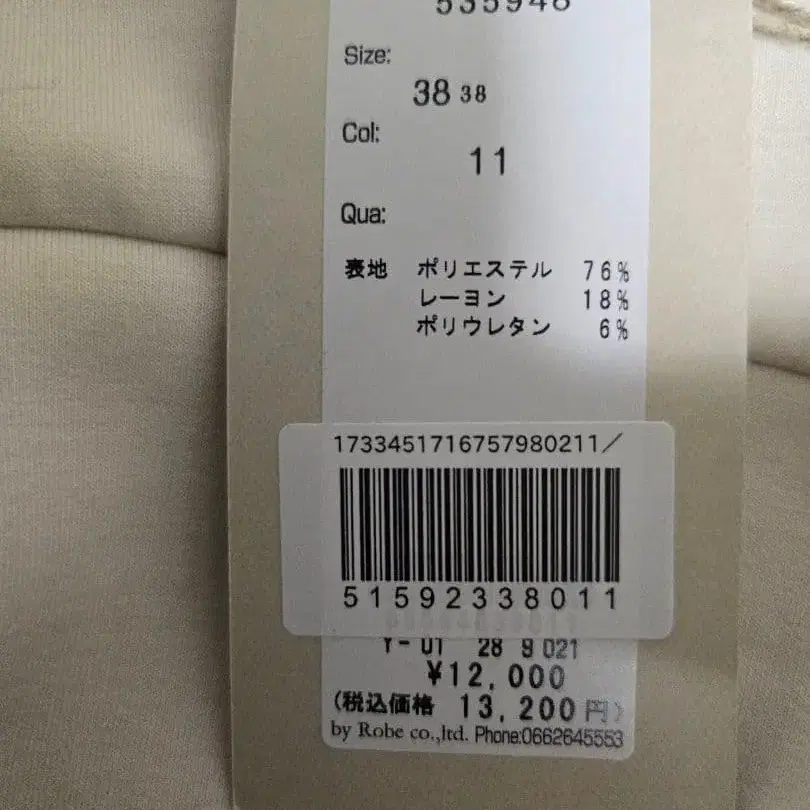 535948
Size:
38 38
Col:
11
Qua:
表地 ポリエステル 76%
レーヨン 18%
ポリウレタン 6%
1733451716757980211/
51592338011
Y- 01 28 9 021
¥12,000
(税込価格 13,200円)
by Robe co.,ltd. Phone:0662645553